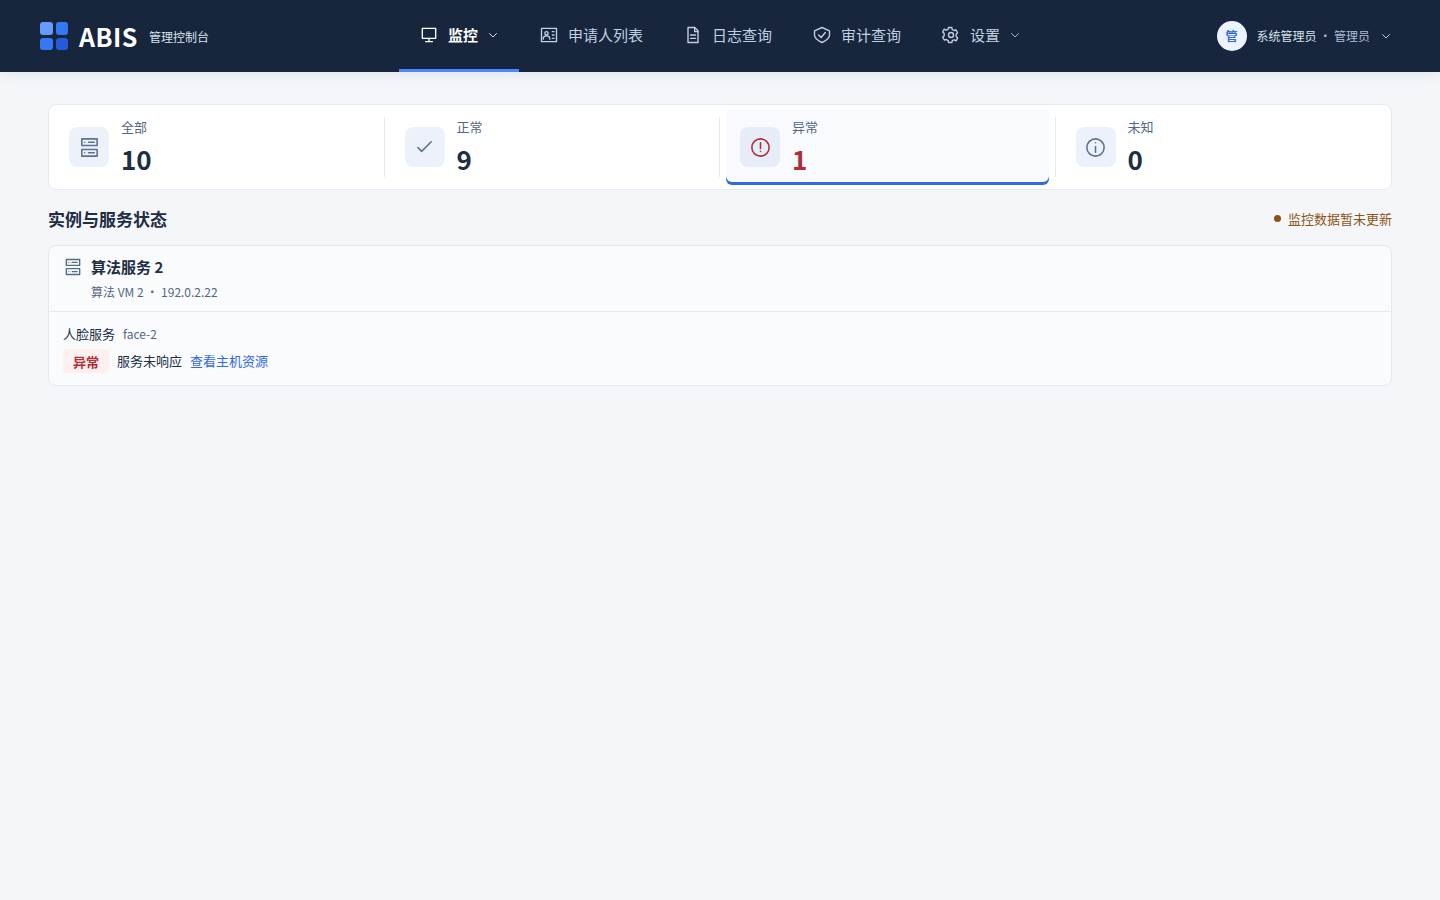 ABIS 管理控制台
监控
申请人列表
日志查询
审计查询
设置
管 系统管理员 · 管理员
全部
10
正常
9
异常
1
未知
0
实例与服务状态
监控数据暂未更新
算法服务 2
算法 VM 2 · 192.0.2.22
人脸服务 face-2
异常 服务未响应 查看主机资源